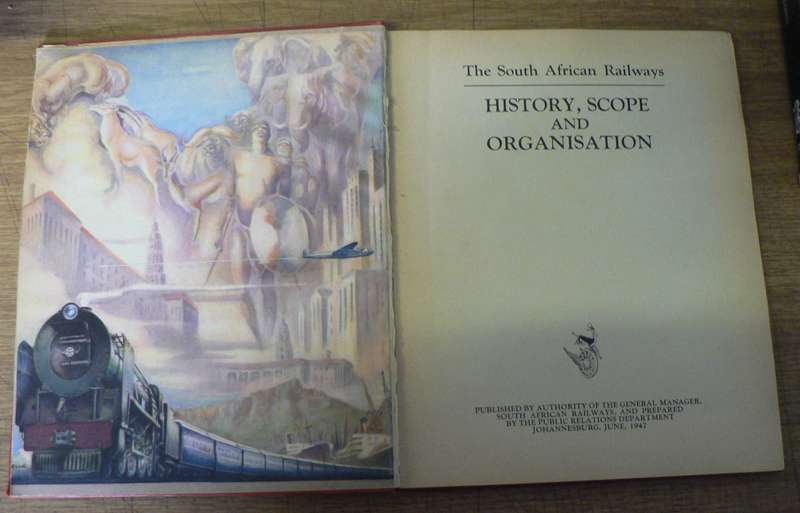 The South African Railways
HISTORY, SCOPE
AND
ORGANISATION
PUBLISHED BY AUTHORITY OF THE GENERAL MANAGER,
SOUTH AFRICAN RAILWAYS, AND PREPARED
BY THE PUBLIC RELATIONS DEPARTMENT
JOHANNESBURG, JUNE, 1947